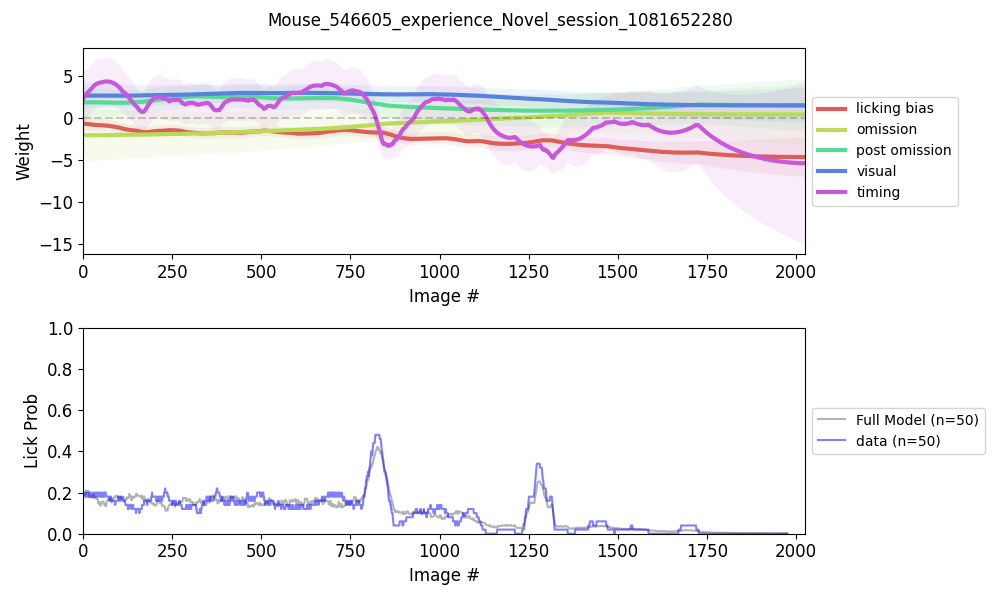 Mouse_546605_experience_Novel_session_1081652280
5
0
−5
−10
−15
Weight
0 250 500 750 1000 1250 1500 1750 2000
Image #
licking bias
omission
post omission
visual
timing
1.0
0.8
0.6
0.4
0.2
0.0
Lick Prob
0 250 500 750 1000 1250 1500 1750 2000
Image #
Full Model (n=50)
data (n=50)